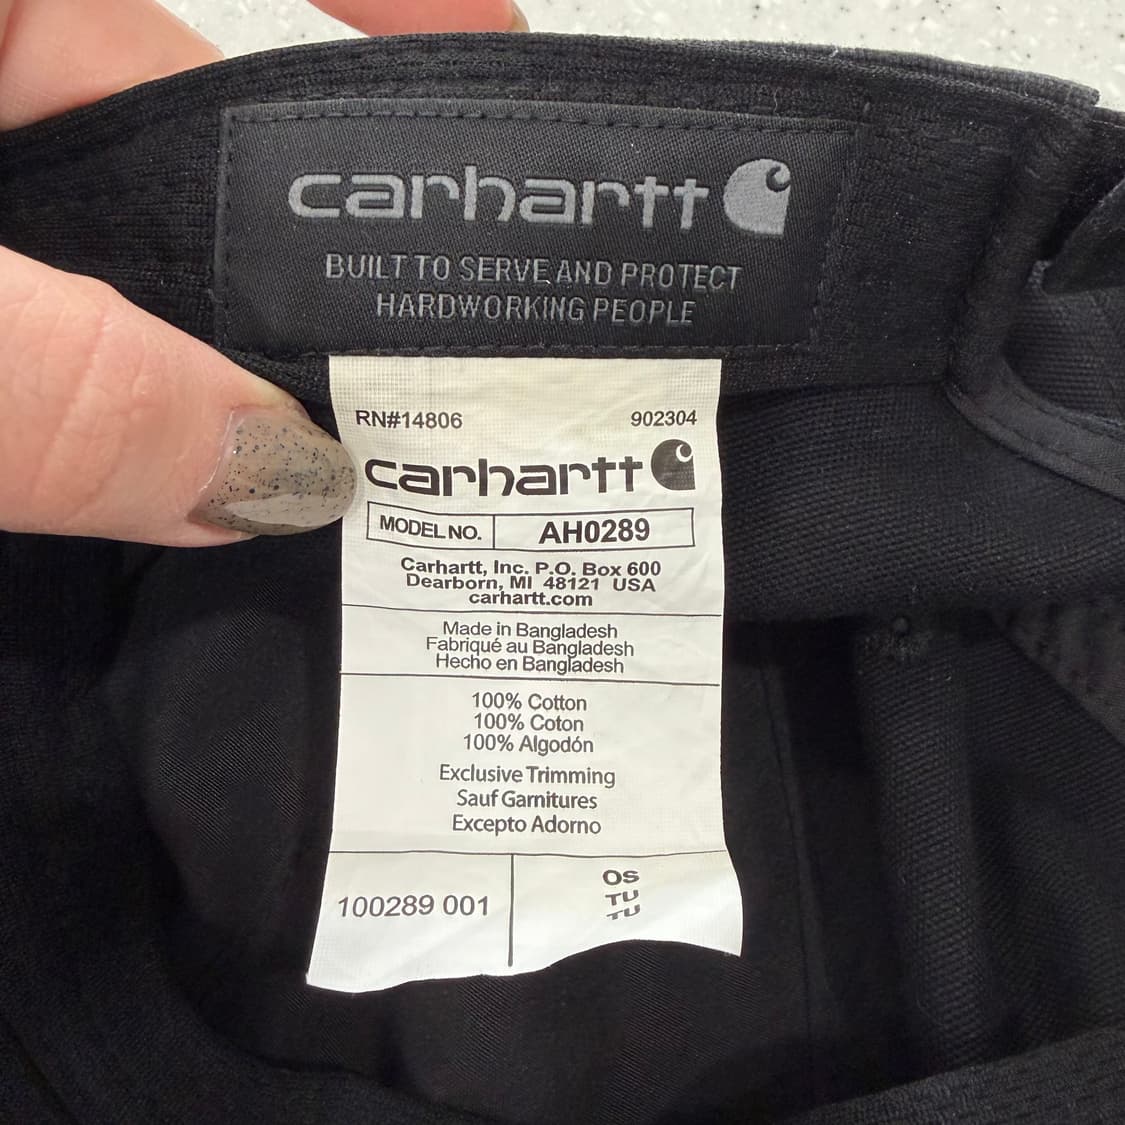 carhartt
BUILT TO SERVE AND PROTECT
HARDWORKING PEOPLE
RN#14806 902304
carhartt
MODEL NO. AH0289
Carhartt, Inc. P.O. Box 600
Dearborn, MI 48121 USA
carhartt.com
Made in Bangladesh
Fabriqué au Bangladesh
Hecho en Bangladesh
100% Cotton
100% Coton
100% Algodón
Exclusive Trimming
Sauf Garnitures
Excepto Adorno
100289 001
OS
TU
TU